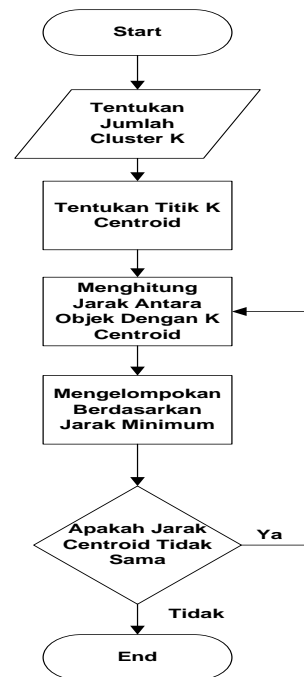 Start
Tentukan
Jumlah
Cluster K
Tentukan Titik K
Centroid
Menghitung
Jarak Antara
Objek Dengan K
Centroid
Mengelompokan
Berdasarkan
Jarak Minimum
Apakah Jarak
Centroid Tidak
Sama
Ya
Tidak
End